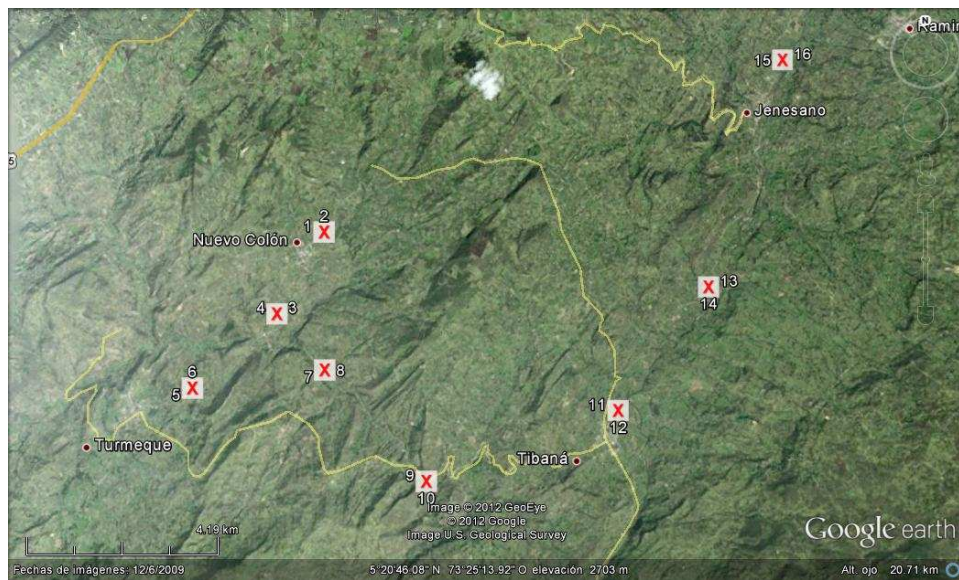 N
Ramir
15 X 16
Jenesano
5
2
1 X
Nuevo Colón
13
X
14
4 X 3
6
5 X
7 X 8
11 X
12
Turmeque
Tibaná
9 X
10
Image © 2012 GeoEye
© 2012 Google
Image U.S. Geological Survey
4.19 km
Google earth
Fechas de imágenes: 12/6/2009 5°20'46.08" N 73°25'13.92" O elevación 2703 m Alt. ojo 20.71 km